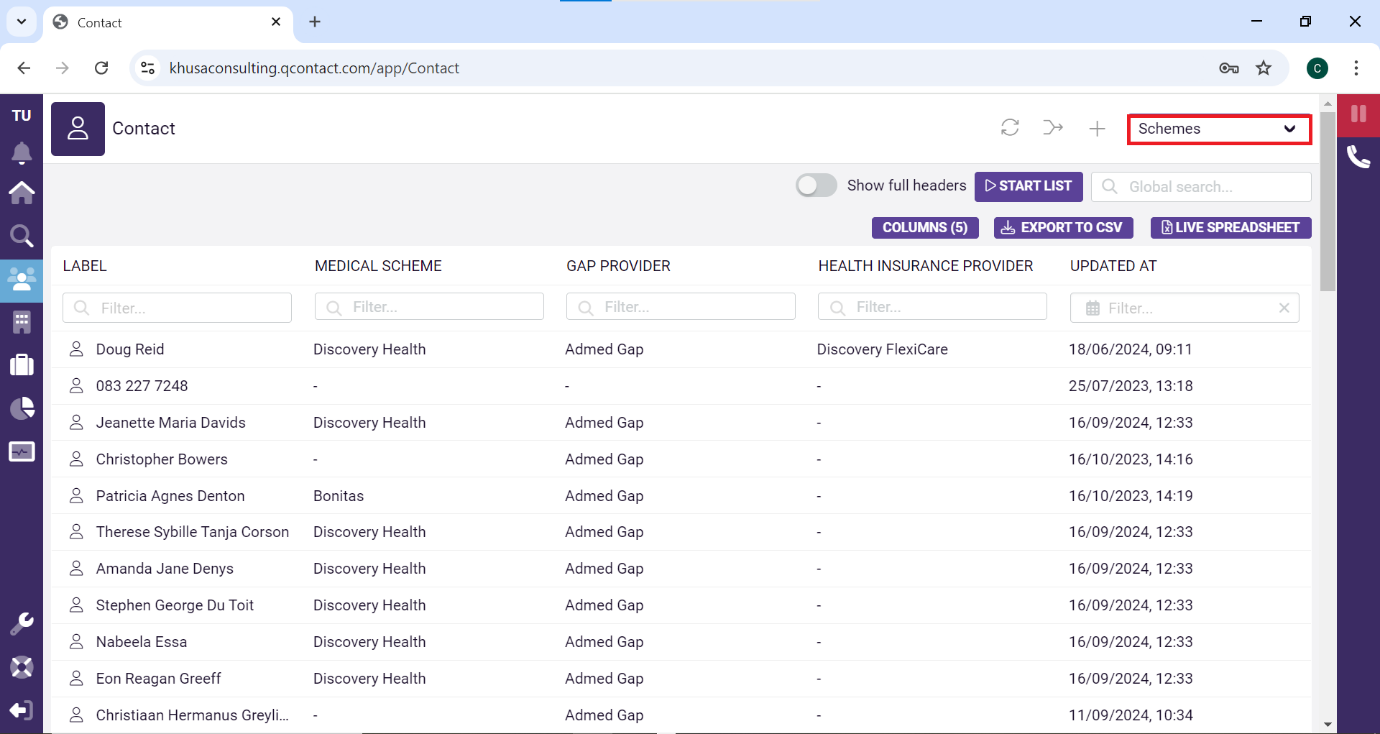 Contact
khusaconsulting.qcontact.com/app/Contact
C
TU
Contact
Schemes
Show full headers
START LIST
Global search...
COLUMNS (5)
EXPORT TO CSV
LIVE SPREADSHEET
LABEL MEDICAL SCHEME GAP PROVIDER HEALTH INSURANCE PROVIDER UPDATED AT
Filter... Filter... Filter... Filter... Filter...
Doug Reid Discovery Health Admed Gap Discovery FlexiCare 18/06/2024, 09:11
083 227 7248 - - - 25/07/2023, 13:18
Jeanette Maria Davids Discovery Health Admed Gap - 16/09/2024, 12:33
Christopher Bowers - Admed Gap - 16/10/2023, 14:16
Patricia Agnes Denton Bonitas Admed Gap - 16/10/2023, 14:19
Therese Sybille Tanja Corson Discovery Health Admed Gap - 16/09/2024, 12:33
Amanda Jane Denys Discovery Health Admed Gap - 16/09/2024, 12:33
Stephen George Du Toit Discovery Health Admed Gap - 16/09/2024, 12:33
Nabeela Essa Discovery Health Admed Gap - 16/09/2024, 12:33
Eon Reagan Greeff Discovery Health Admed Gap - 16/09/2024, 12:33
Christiaan Hermanus Greyli... - Admed Gap - 11/09/2024, 10:34